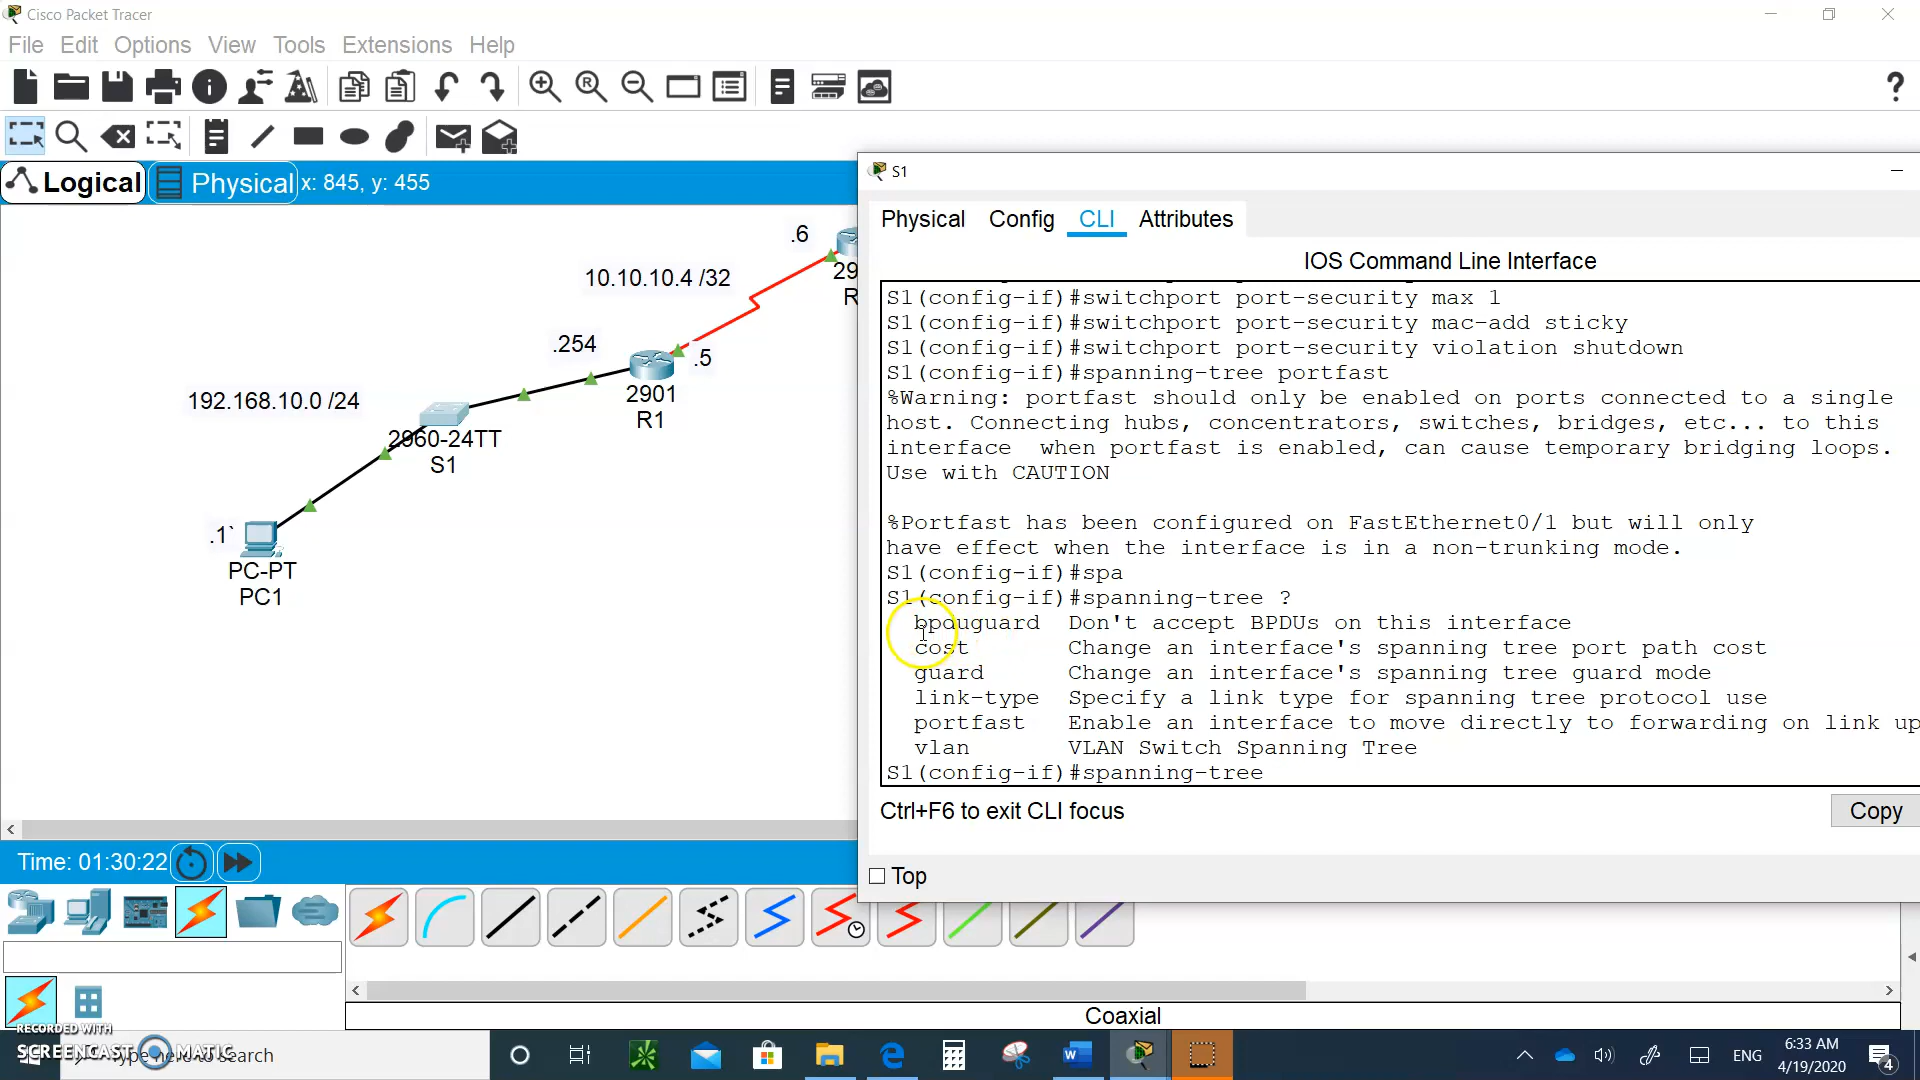 Cisco Packet Tracer
File Edit Options View Tools Extensions Help
?
Logical Physical x: 845, y: 455
.6
10.10.10.4 /32
29
R
.254
.5
2901
R1
192.168.10.0 /24
2960-24TT
S1
.1`
PC-PT
PC1
S1
Physical Config CLI Attributes
IOS Command Line Interface
S1(config-if)#switchport port-security max 1
S1(config-if)#switchport port-security mac-add sticky
S1(config-if)#switchport port-security violation shutdown
S1(config-if)#spanning-tree portfast
%Warning: portfast should only be enabled on ports connected to a single
host. Connecting hubs, concentrators, switches, bridges, etc... to this
interface  when portfast is enabled, can cause temporary bridging loops.
Use with CAUTION
%Portfast has been configured on FastEthernet0/1 but will only
have effect when the interface is in a non-trunking mode.
S1(config-if)#spa
S1(config-if)#spanning-tree ?
bpduguard Don't accept BPDUs on this interface
cost Change an interface's spanning tree port path cost
guard Change an interface's spanning tree guard mode
link-type Specify a link type for spanning tree protocol use
portfast Enable an interface to move directly to forwarding on link up
vlan VLAN Switch Spanning Tree
S1(config-if)#spanning-tree
Ctrl+F6 to exit CLI focus
Copy
Top
Time: 01:30:22
Coaxial
RECORDED WITH
SCREENCAST MATIC
Type here to search
ENG
6:33 AM
4/19/2020
4